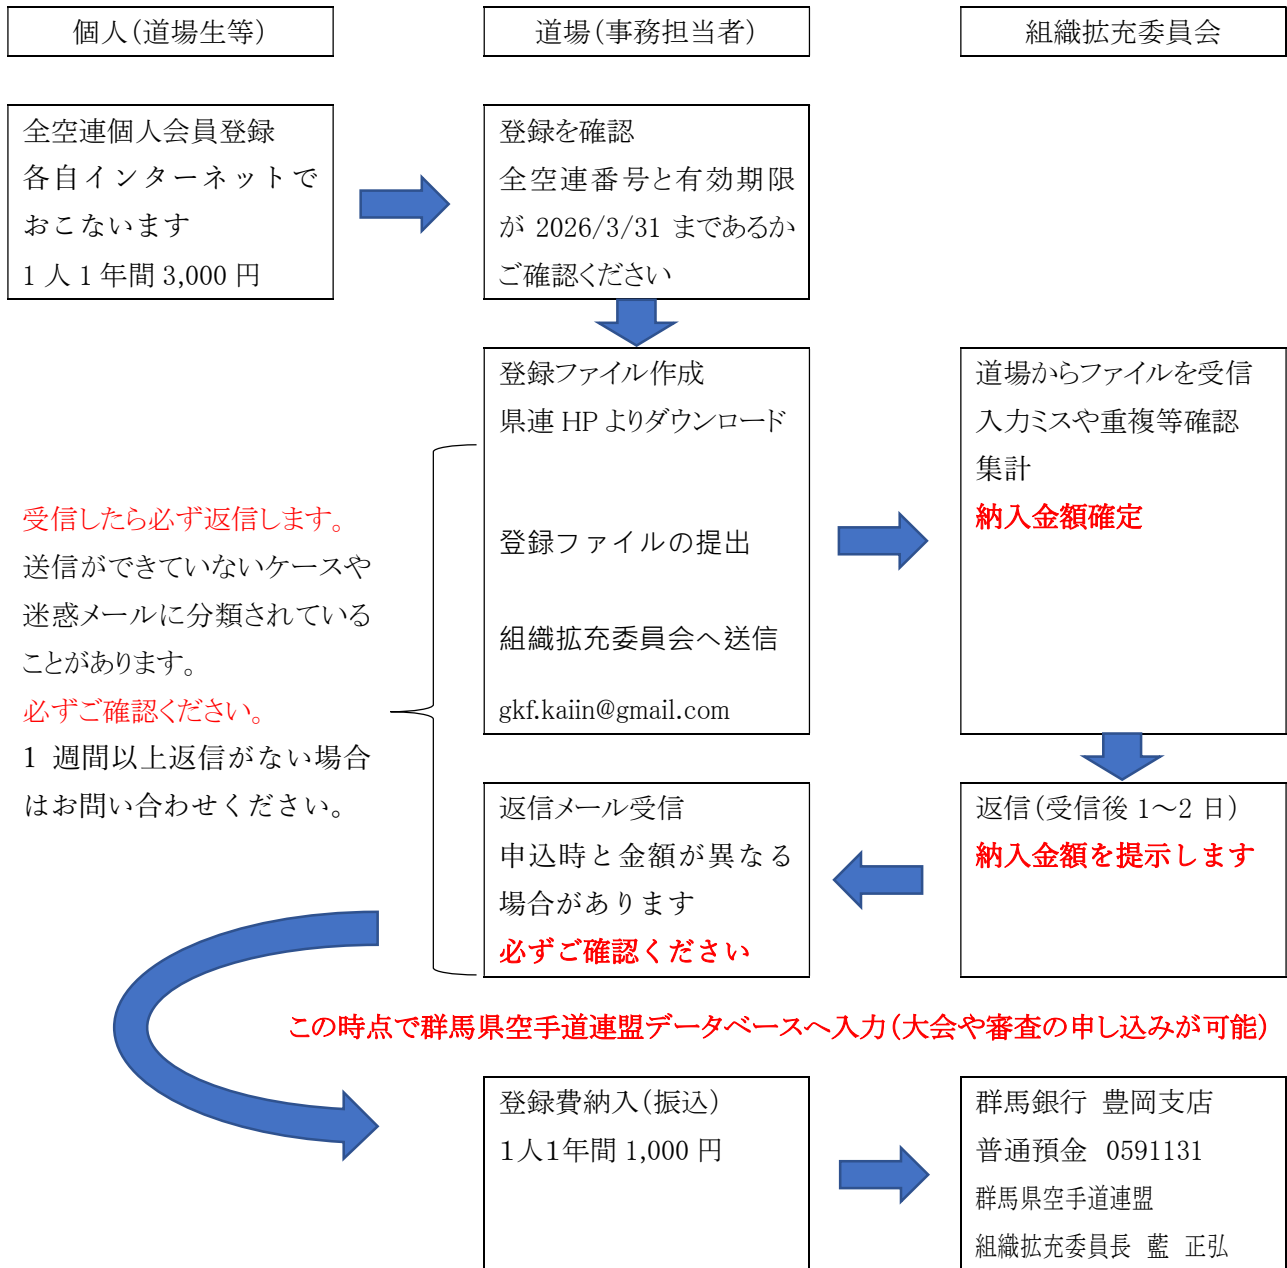 個人(道場生等)
道場(事務担当者)
組織拡充委員会
全空連個人会員登録
各自インターネットで
おこないます
1人1年間3,000円
登録を確認
全空連番号と有効期限
が 2026/3/31 まであるか
ご確認ください
登録ファイル作成
県連 HP よりダウンロード
登録ファイルの提出
組織拡充委員会へ送信
gkf.kaiin@gmail.com
道場からファイルを受信
入力ミスや重複等確認
集計
納入金額確定
受信したら必ず返信します。
送信ができていないケースや
迷惑メールに分類されている
ことがあります。
必ずご確認ください。
1 週間以上返信がない場合
はお問い合わせください。
返信メール受信
申込時と金額が異なる
場合があります
必ずご確認ください
返信(受信後 1～2 日)
納入金額を提示します
この時点で群馬県空手道連盟データベースへ入力(大会や審査の申し込みが可能)
登録費納入(振込)
1人1年間 1,000 円
群馬銀行 豊岡支店
普通預金 0591131
群馬県空手道連盟
組織拡充委員長 藍 正弘